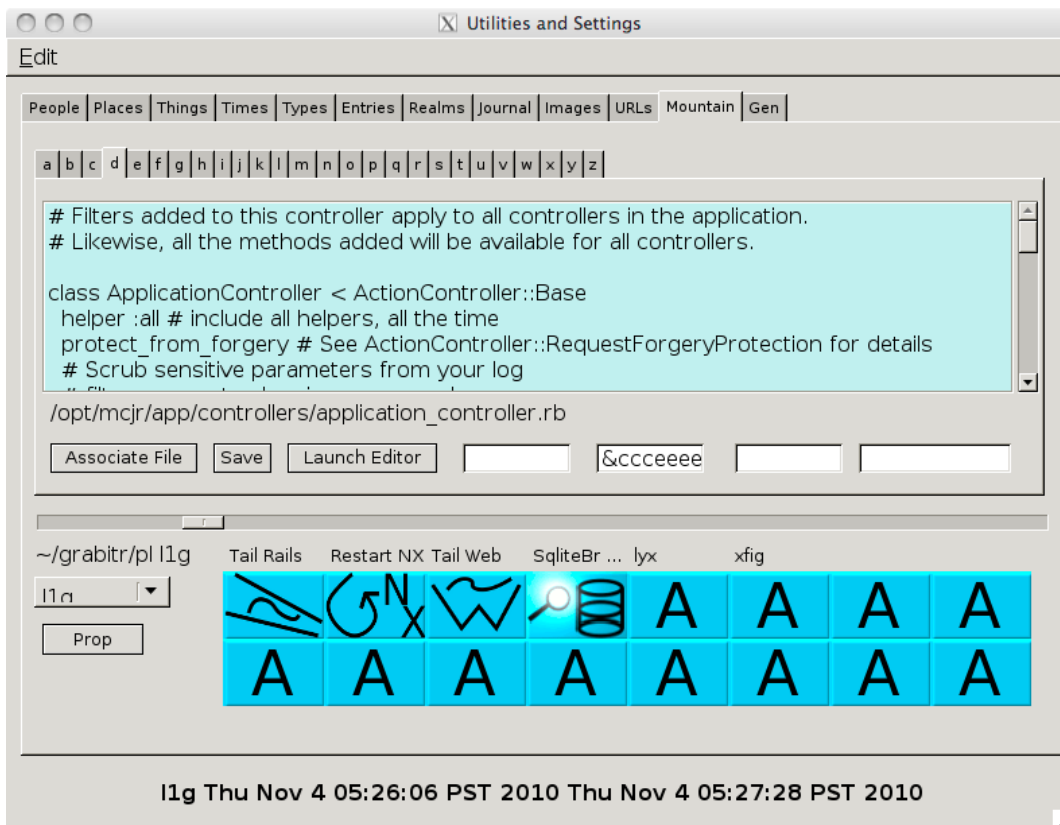 X Utilities and Settings
Edit
People Places Things Times Types Entries Realms Journal Images URLs Mountain Gen
a b c d e f g h i j k l m n o p q r s t u v w x y z
# Filters added to this controller apply to all controllers in the application.
# Likewise, all the methods added will be available for all controllers.
class ApplicationController < ActionController::Base
helper :all # include all helpers, all the time
protect_from_forgery # See ActionController::RequestForgeryProtection for details
# Scrub sensitive parameters from your log
/opt/mcjr/app/controllers/application_controller.rb
Associate File Save Launch Editor &ccceeee
~/grabitr/pl l1g Tail Rails Restart NX Tail Web SqliteBr ... lyx xfig
l1g N X W A A A A
Prop A A A A A A A A
l1g Thu Nov 4 05:26:06 PST 2010 Thu Nov 4 05:27:28 PST 2010